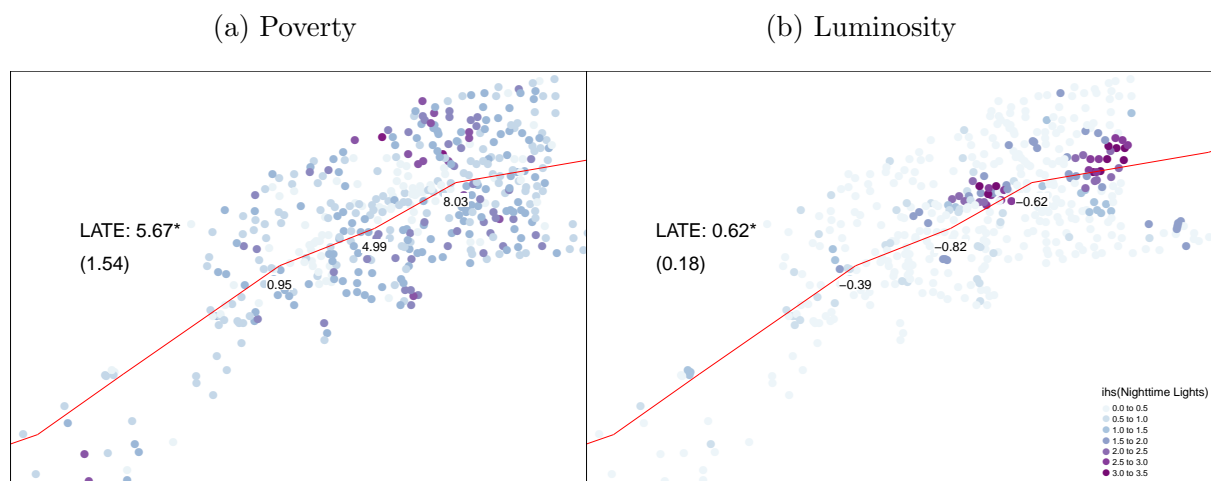 (a) Poverty
(b) Luminosity
LATE: 5.67*
(1.54)
8.03
4.99
0.95
LATE: 0.62*
(0.18)
−0.62
−0.82
−0.39
ihs(Nighttime Lights)
0.0 to 0.5
0.5 to 1.0
1.0 to 1.5
1.5 to 2.0
2.0 to 2.5
2.5 to 3.0
3.0 to 3.5